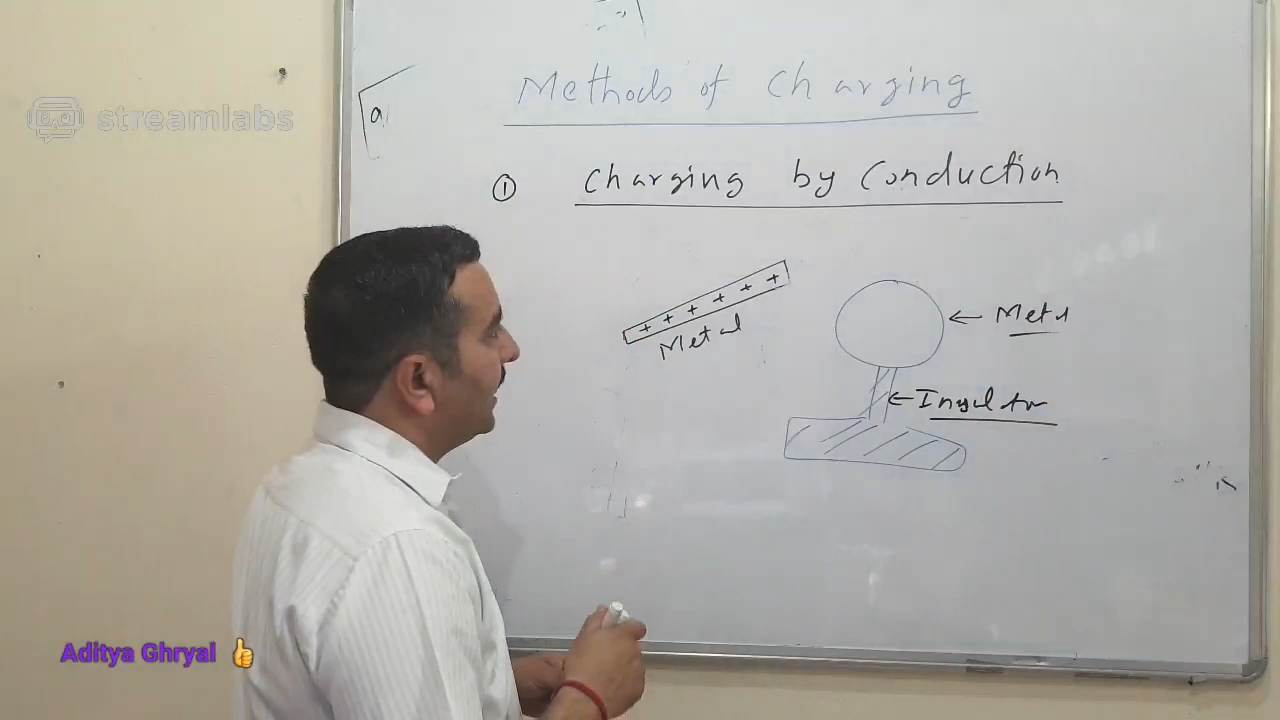 streamlabs
Methods of Charging
a
① Charging by Conduction
+ + + + + +
Metal
← Metal
← Insulator
Aditya Ghryal 👍